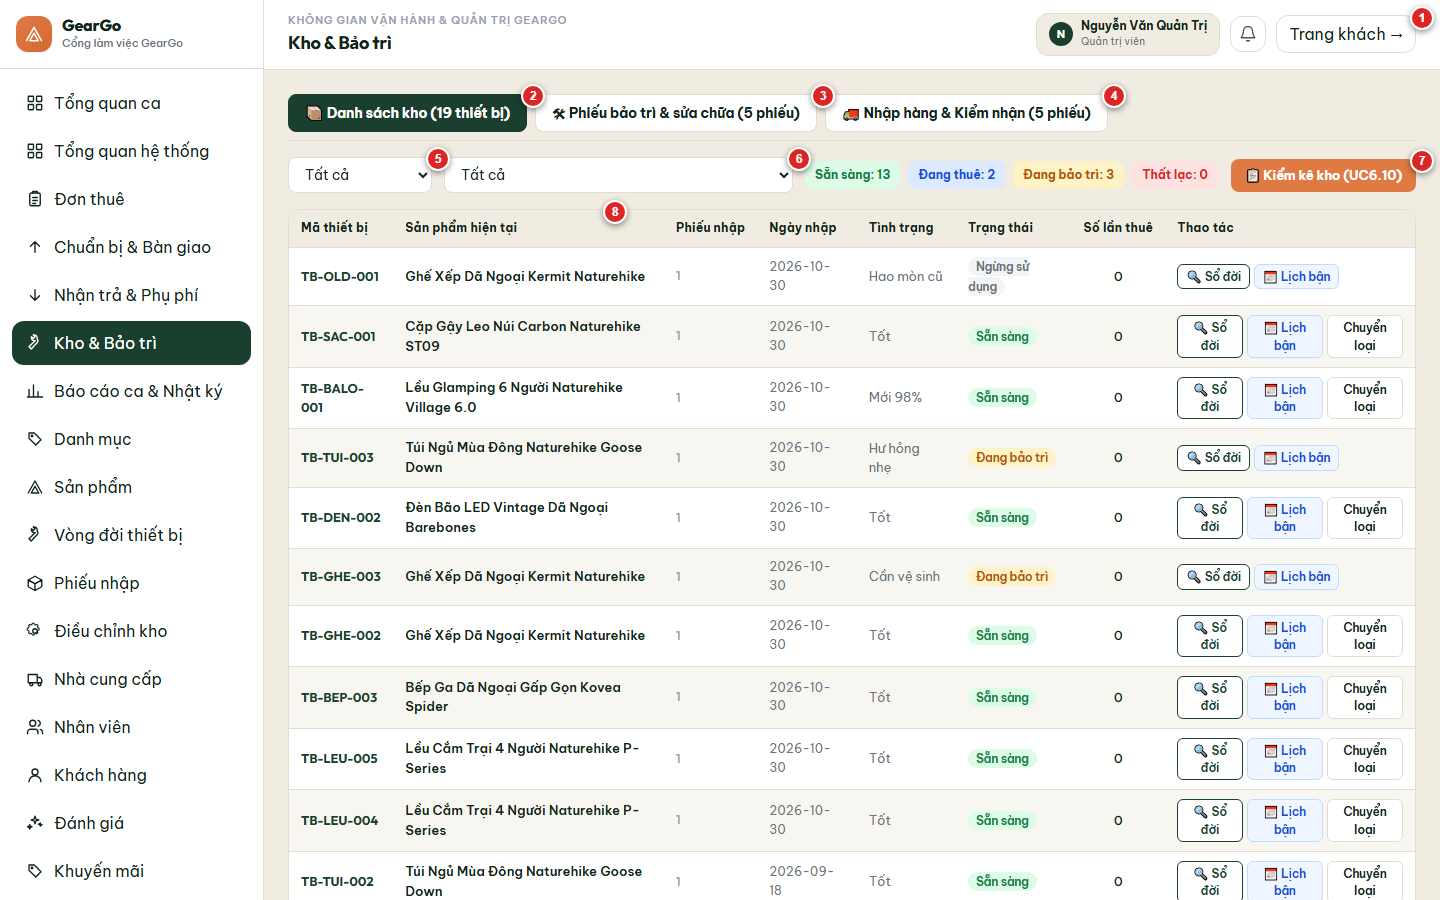 GearGo
Cổng làm việc GearGo
KHÔNG GIAN VẬN HÀNH & QUẢN TRỊ GEARGO
Kho & Bảo trì
N
Nguyễn Văn Quản Trị
Quản trị viên
Trang khách →
1
Tổng quan ca
Tổng quan hệ thống
Đơn thuê
Chuẩn bị & Bàn giao
Nhận trả & Phụ phí
Kho & Bảo trì
Báo cáo ca & Nhật ký
Danh mục
Sản phẩm
Vòng đời thiết bị
Phiếu nhập
Điều chỉnh kho
Nhà cung cấp
Nhân viên
Khách hàng
Đánh giá
Khuyến mãi
Danh sách kho (19 thiết bị)
2
Phiếu bảo trì & sửa chữa (5 phiếu)
3
Nhập hàng & Kiểm nhận (5 phiếu)
4
Tất cả
5
Tất cả
6
Sẵn sàng: 13
Đang thuê: 2
Đang bảo trì: 3
Thất lạc: 0
Kiểm kê kho (UC6.10)
7
8
Mã thiết bị Sản phẩm hiện tại Phiếu nhập Ngày nhập Tình trạng Trạng thái Số lần thuê Thao tác
TB-OLD-001 Ghế Xếp Dã Ngoại Kermit Naturehike 1 2026-10-30 Hao mòn cũ Ngừng sử dụng 0 Sổ đời Lịch bận
TB-SAC-001 Cặp Gậy Leo Núi Carbon Naturehike ST09 1 2026-10-30 Tốt Sẵn sàng 0 Sổ đời Lịch bận Chuyển loại
TB-BALO-001 Lều Glamping 6 Người Naturehike Village 6.0 1 2026-10-30 Mới 98% Sẵn sàng 0 Sổ đời Lịch bận Chuyển loại
TB-TUI-003 Túi Ngủ Mùa Đông Naturehike Goose Down 1 2026-10-30 Hư hỏng nhẹ Đang bảo trì 0 Sổ đời Lịch bận
TB-DEN-002 Đèn Bão LED Vintage Dã Ngoại Barebones 1 2026-10-30 Tốt Sẵn sàng 0 Sổ đời Lịch bận Chuyển loại
TB-GHE-003 Ghế Xếp Dã Ngoại Kermit Naturehike 1 2026-10-30 Cần vệ sinh Đang bảo trì 0 Sổ đời Lịch bận
TB-GHE-002 Ghế Xếp Dã Ngoại Kermit Naturehike 1 2026-10-30 Tốt Sẵn sàng 0 Sổ đời Lịch bận Chuyển loại
TB-BEP-003 Bếp Ga Dã Ngoại Gấp Gọn Kovea Spider 1 2026-10-30 Tốt Sẵn sàng 0 Sổ đời Lịch bận Chuyển loại
TB-LEU-005 Lều Cắm Trại 4 Người Naturehike P-Series 1 2026-10-30 Tốt Sẵn sàng 0 Sổ đời Lịch bận Chuyển loại
TB-LEU-004 Lều Cắm Trại 4 Người Naturehike P-Series 1 2026-10-30 Tốt Sẵn sàng 0 Sổ đời Lịch bận Chuyển loại
TB-TUI-002 Túi Ngủ Mùa Đông Naturehike Goose Down 1 2026-09-18 Tốt Sẵn sàng 0 Sổ đời Lịch bận Chuyển loại